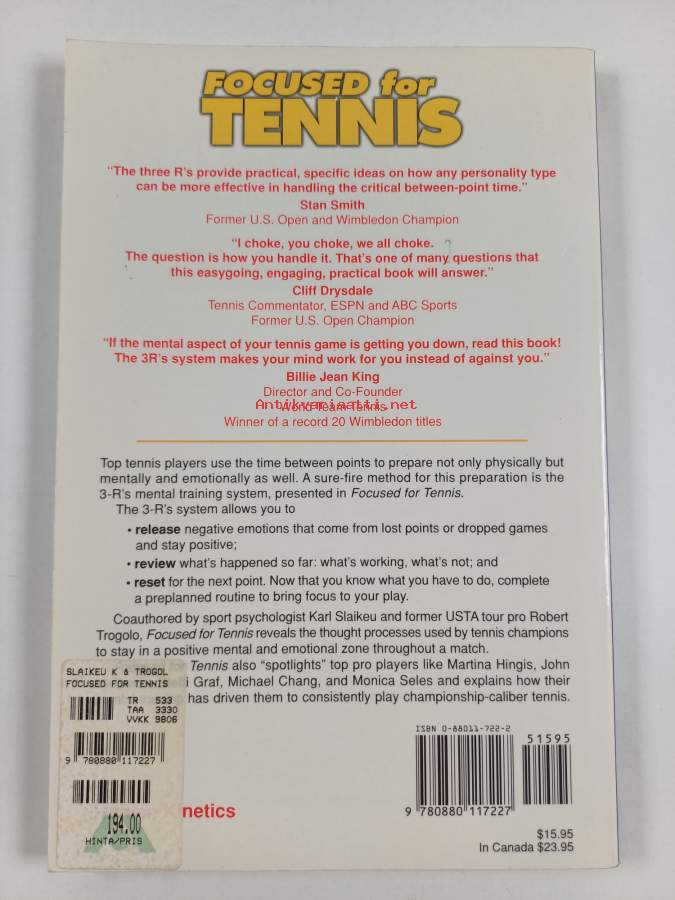 FOCUSED for
TENNIS
"The three R's provide practical, specific ideas on how any personality type
can be more effective in handling the critical between-point time."
Stan Smith
Former U.S. Open and Wimbledon Champion
"I choke, you choke, we all choke.
The question is how you handle it. That's one of many questions that
this easygoing, engaging, practical book will answer."
Cliff Drysdale
Tennis Commentator, ESPN and ABC Sports
Former U.S. Open Champion
"If the mental aspect of your tennis game is getting you down, read this book!
The 3R's system makes your mind work for you instead of against you."
Billie Jean King
Director and Co-Founder
World Team Tennis
Antikvariaatti.net
Winner of a record 20 Wimbledon titles
Top tennis players use the time between points to prepare not only physically but
mentally and emotionally as well. A sure-fire method for this preparation is the
3-R's mental training system, presented in Focused for Tennis.
The 3-R's system allows you to
• release negative emotions that come from lost points or dropped games
and stay positive;
• review what's happened so far: what's working, what's not; and
• reset for the next point. Now that you know what you have to do, complete
a preplanned routine to bring focus to your play.
Coauthored by sport psychologist Karl Slaikeu and former USTA tour pro Robert
Trogolo, Focused for Tennis reveals the thought processes used by tennis champions
to stay in a positive mental and emotional zone throughout a match.
Tennis also "spotlights" top pro players like Martina Hingis, John
i Graf, Michael Chang, and Monica Seles and explains how their
has driven them to consistently play championship-caliber tennis.
SLAIKEU K & TROGOL
FOCUSED FOR TENNIS
TR 533
TAA 3330
VVKK 9806
9 780880 117227
194.00
HINTA/PRIS
netics
ISBN 0-88011-722-2
51595
9 780880 117227
$15.95
In Canada $23.95